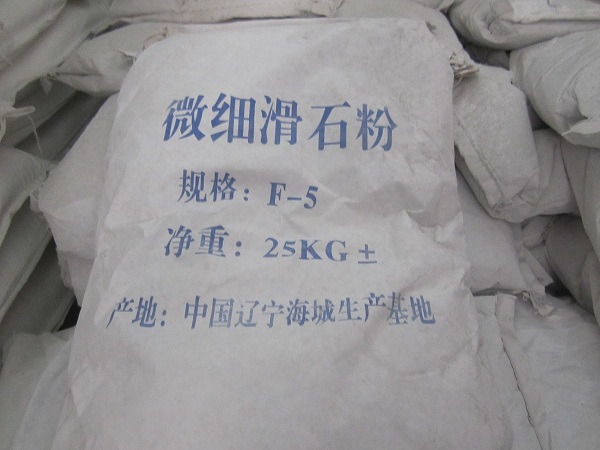 微细滑石粉
规格：F-5
净重：25KG±
产地：中国辽宁海城生产基地